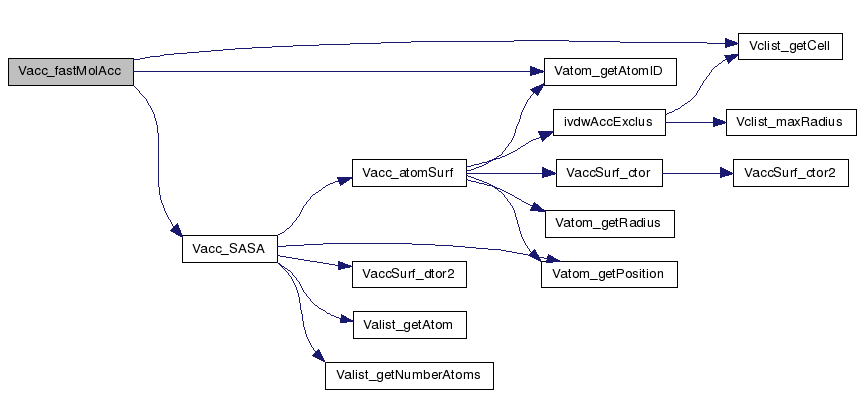 Vclist_getCell
Vacc_fastMolAcc
Vatom_getAtomID
ivdwAccExclus
Vclist_maxRadius
Vacc_atomSurf
VaccSurf_ctor
VaccSurf_ctor2
Vatom_getRadius
Vacc_SASA
VaccSurf_dtor2
Vatom_getPosition
Valist_getAtom
Valist_getNumberAtoms